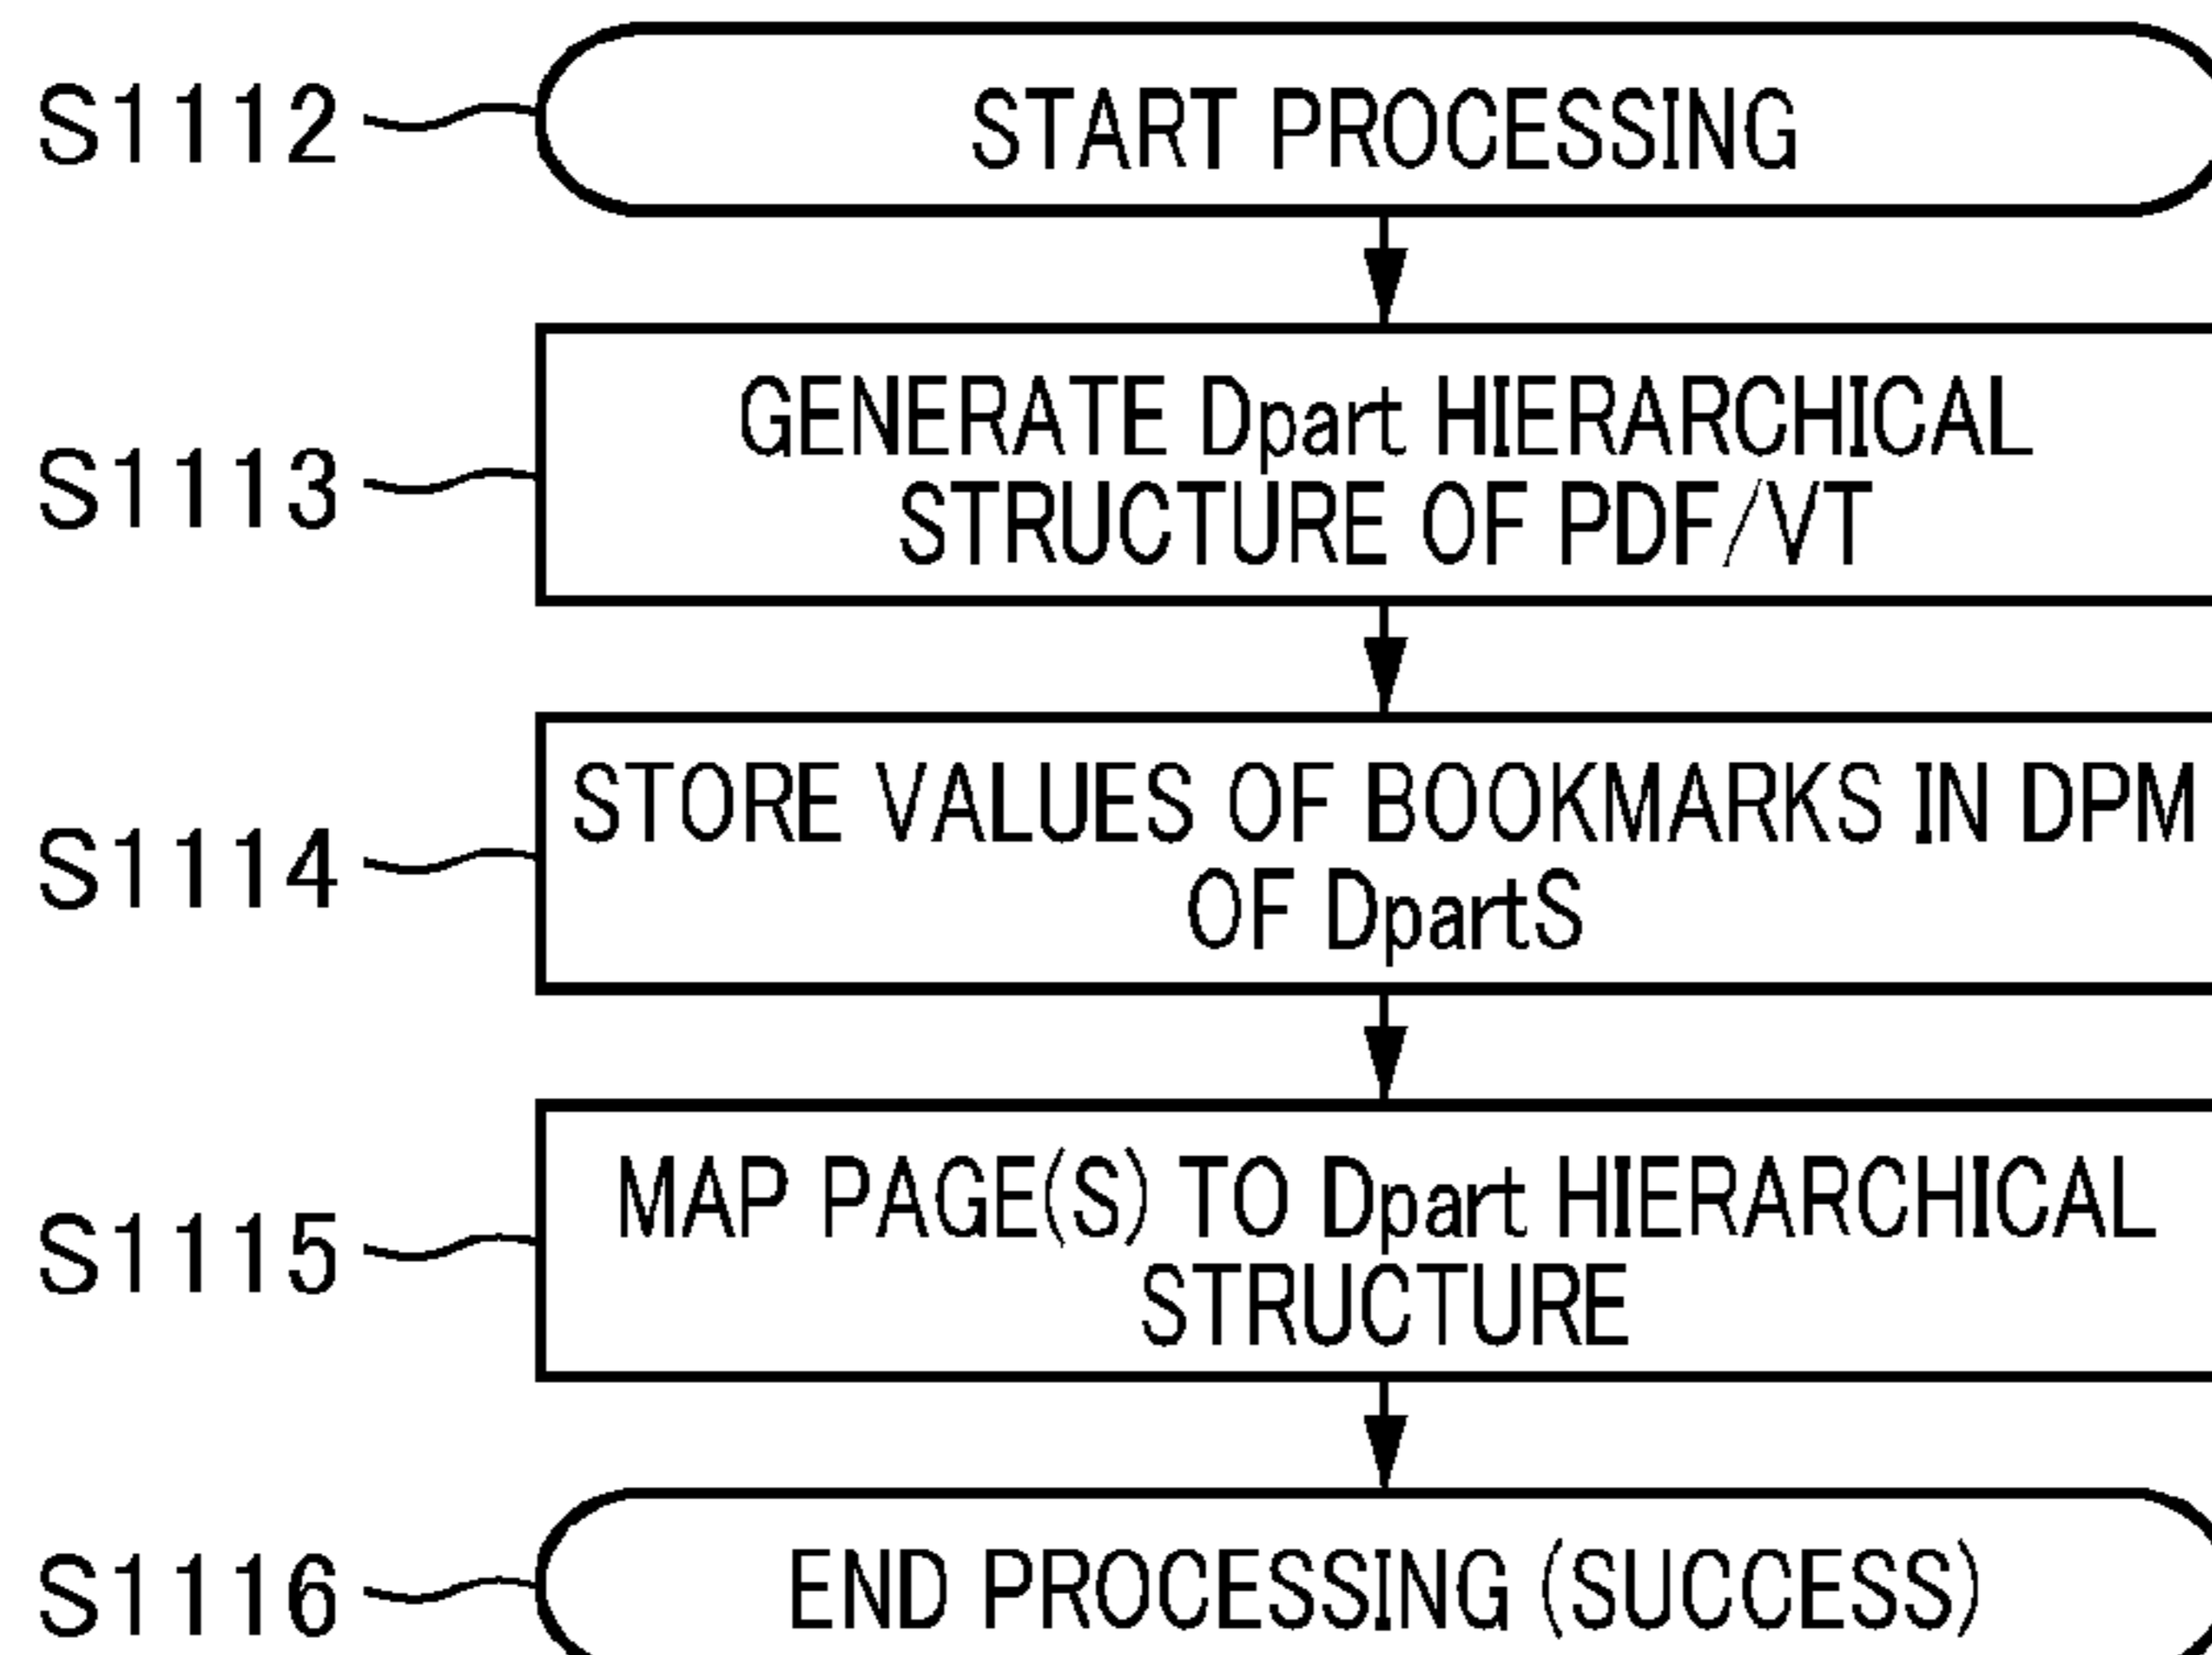 S1112
START PROCESSING
S1113
GENERATE Dpart HIERARCHICAL
STRUCTURE OF PDF/VT
S1114
STORE VALUES OF BOOKMARKS IN DPM
OF DpartS
S1115
MAP PAGE(S) TO Dpart HIERARCHICAL
STRUCTURE
S1116
END PROCESSING (SUCCESS)